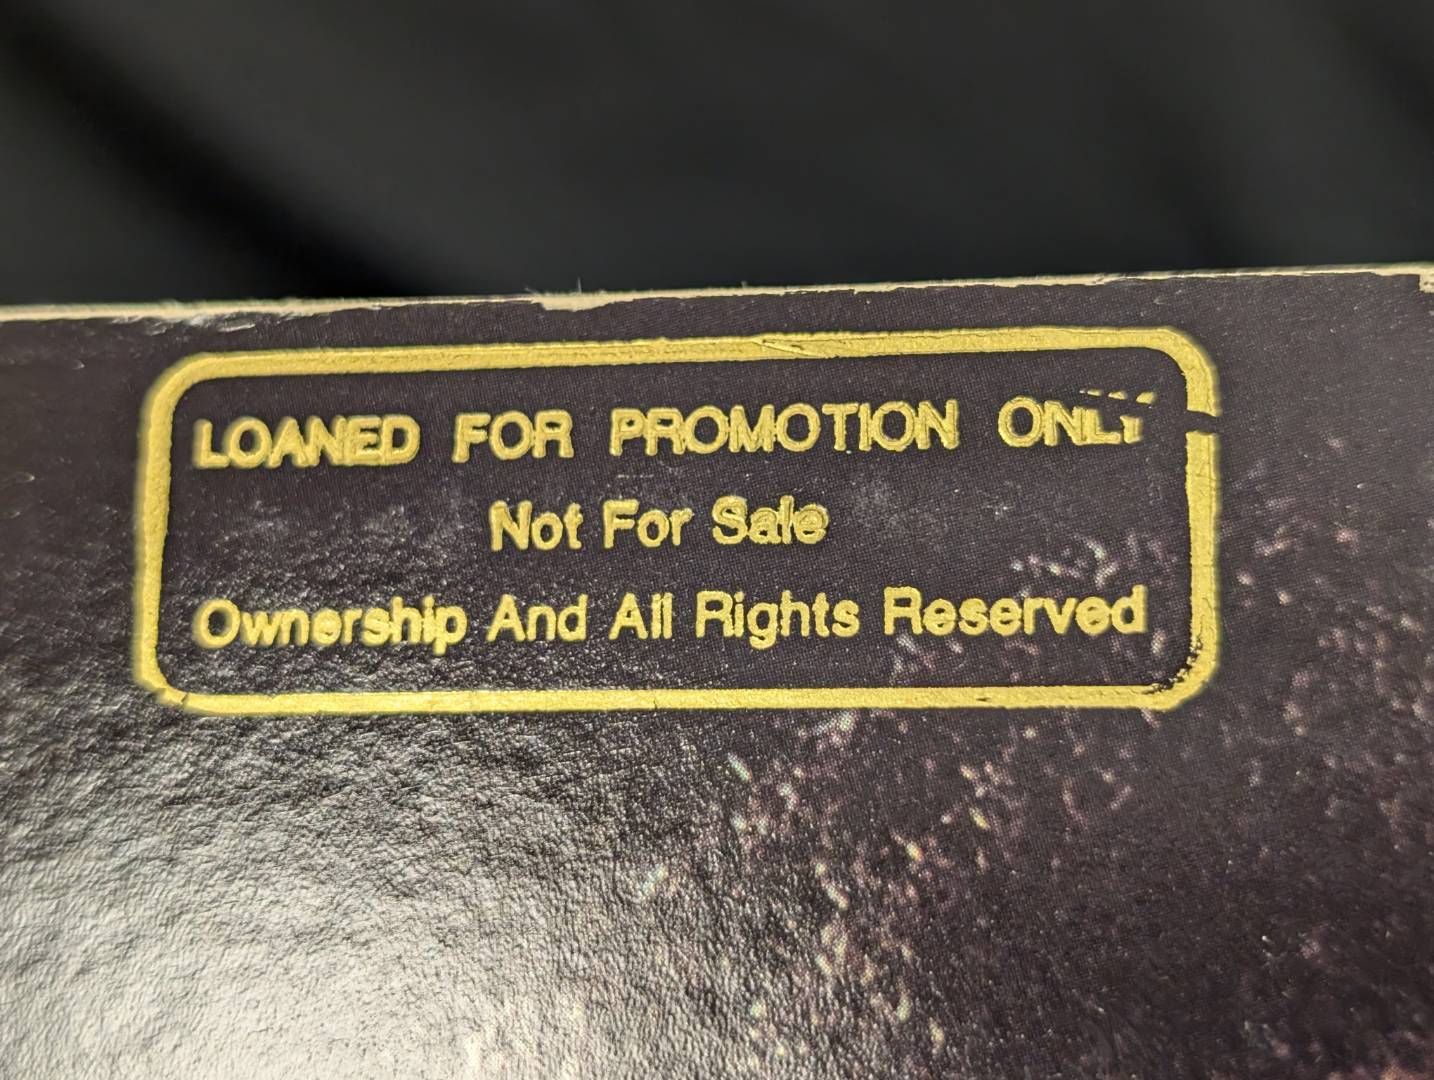 LOANED FOR PROMOTION ONLY
Not For Sale
Ownership And All Rights Reserved